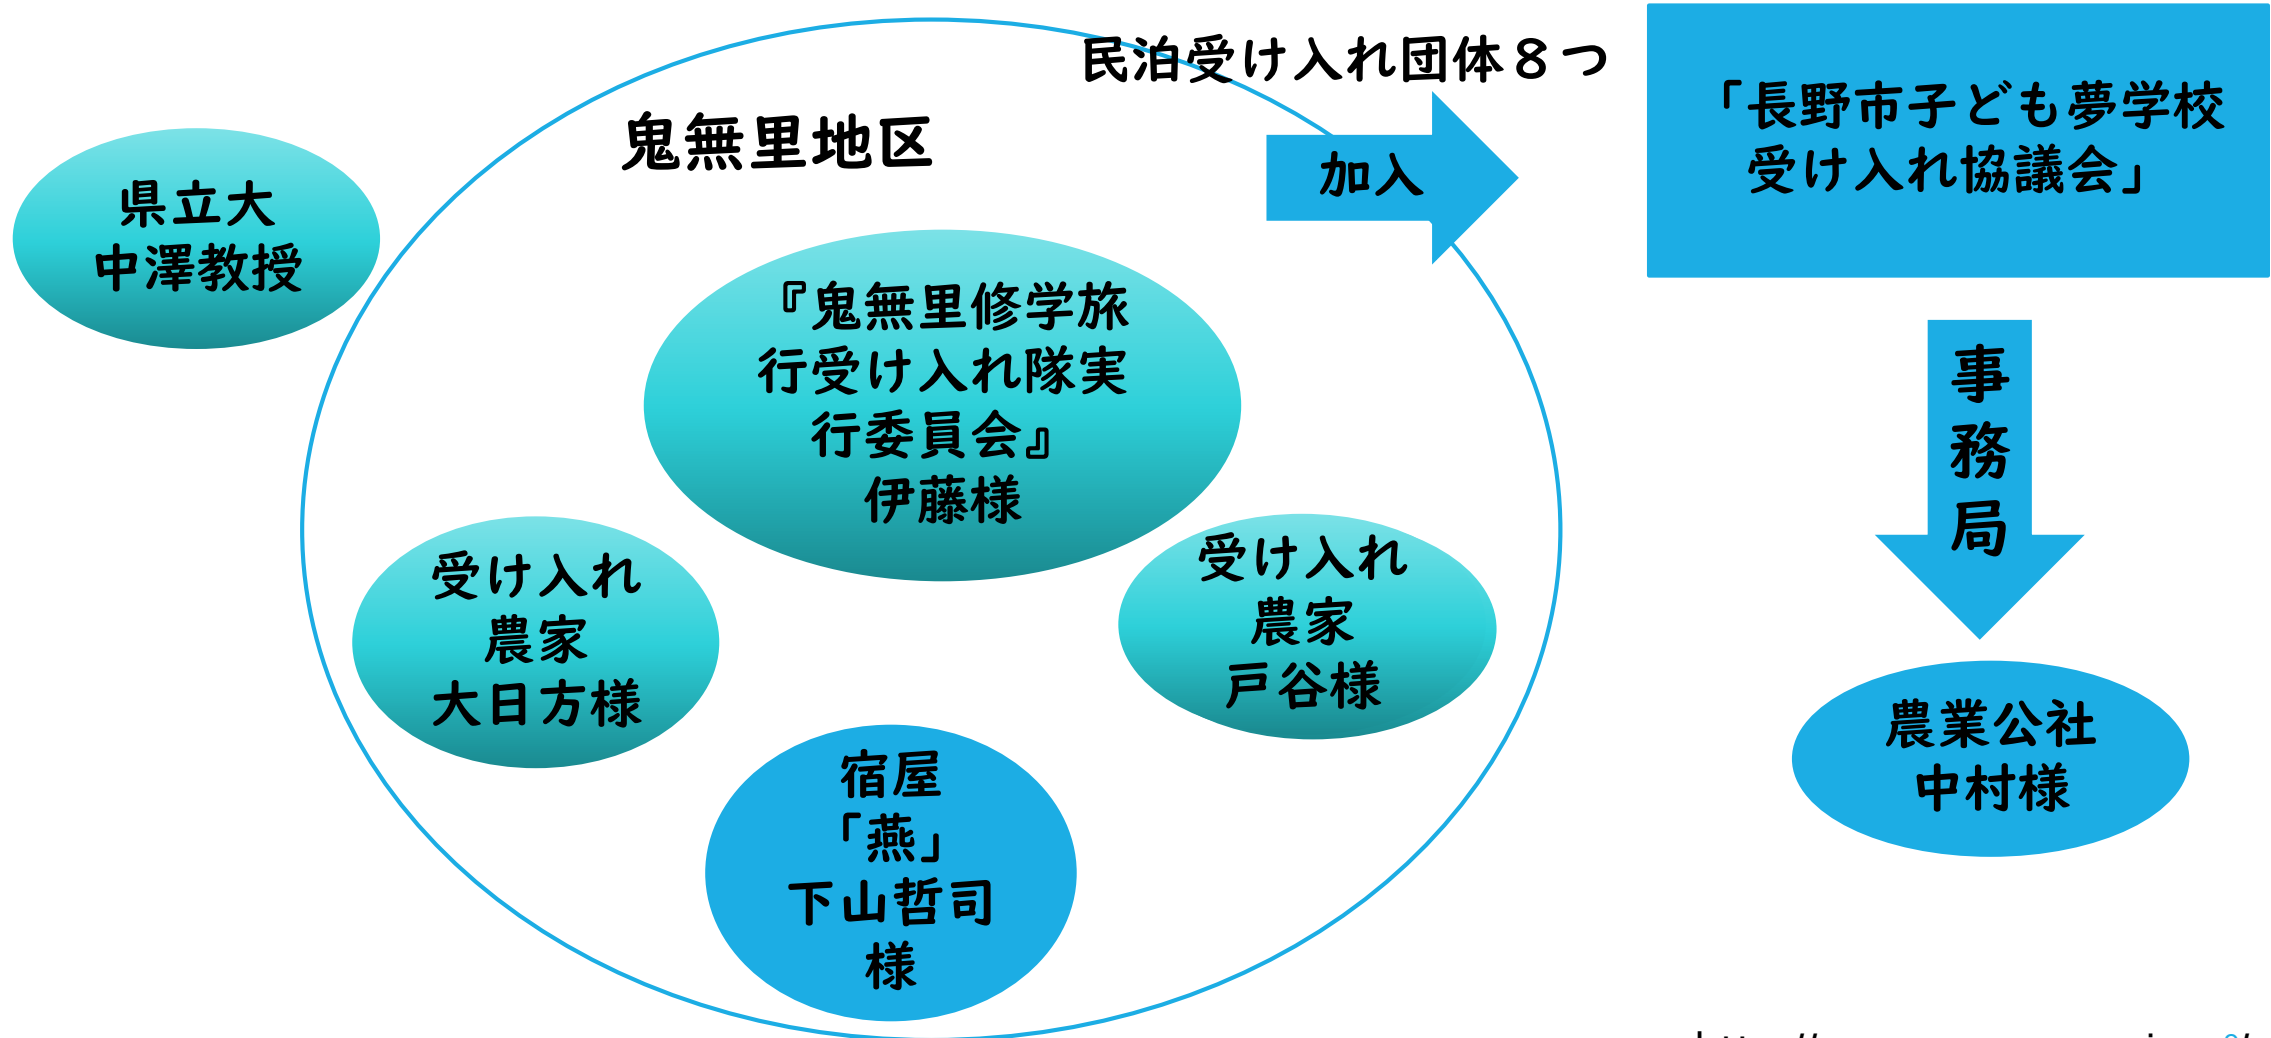 民泊受け入れ団体８つ
「長野市子ども夢学校
受け入れ協議会」
鬼無里地区
加入
県立大
中澤教授
『鬼無里修学旅
行受け入れ隊実
行委員会』
伊藤様
事
務
局
受け入れ
農家
大日方様
受け入れ
農家
戸谷様
宿屋
「燕」
下山哲司
様
農業公社
中村様